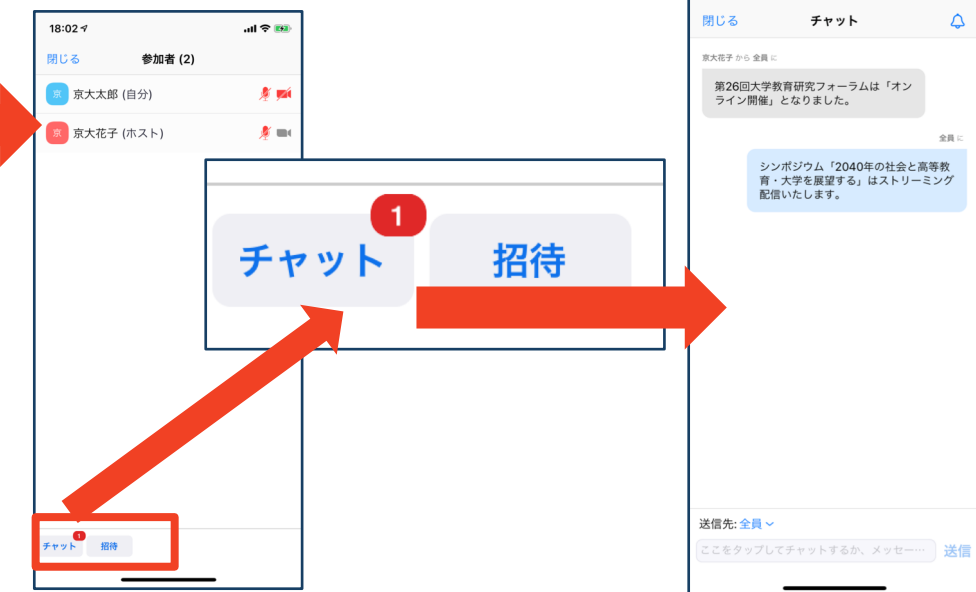 18:02
閉じる
参加者 (2)
京 京大太郎 (自分)
京 京大花子 (ホスト)
1
チャット
招待
1
チャット
招待
閉じる
チャット
京大花子 から 全員 に
第26回大学教育研究フォーラムは「オン
ライン開催」となりました。
全員 に
シンポジウム「2040年の社会と高等教
育・大学を展望する」はストリーミング
配信いたします。
送信先: 全員
ここをタップしてチャットするか、メッセー…
送信